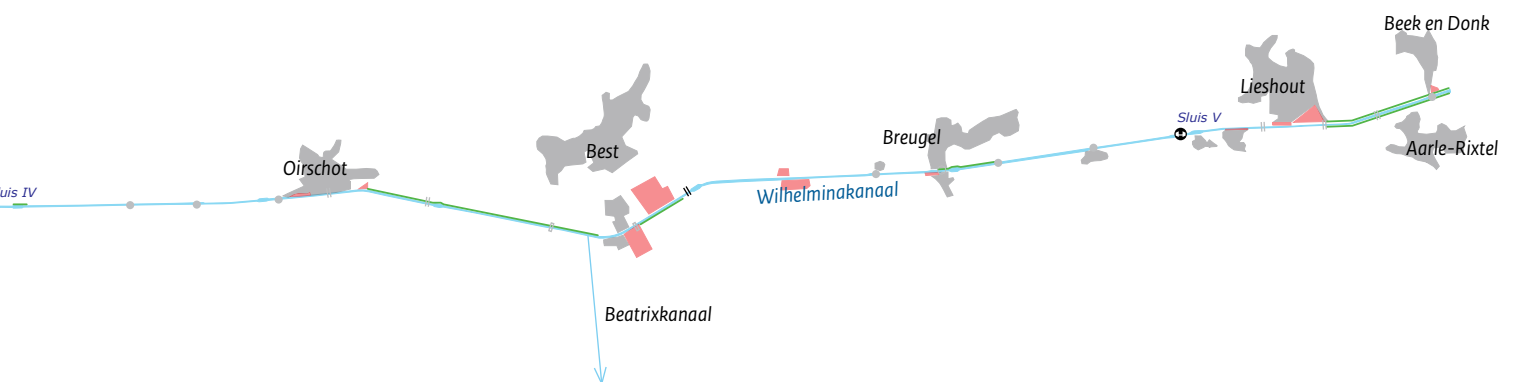 Beek en Donk
Lieshout
Sluis V
Breugel
Aarle-Rixtel
Best
Oirschot
uis IV
Wilhelminakanaal
Beatrixkanaal